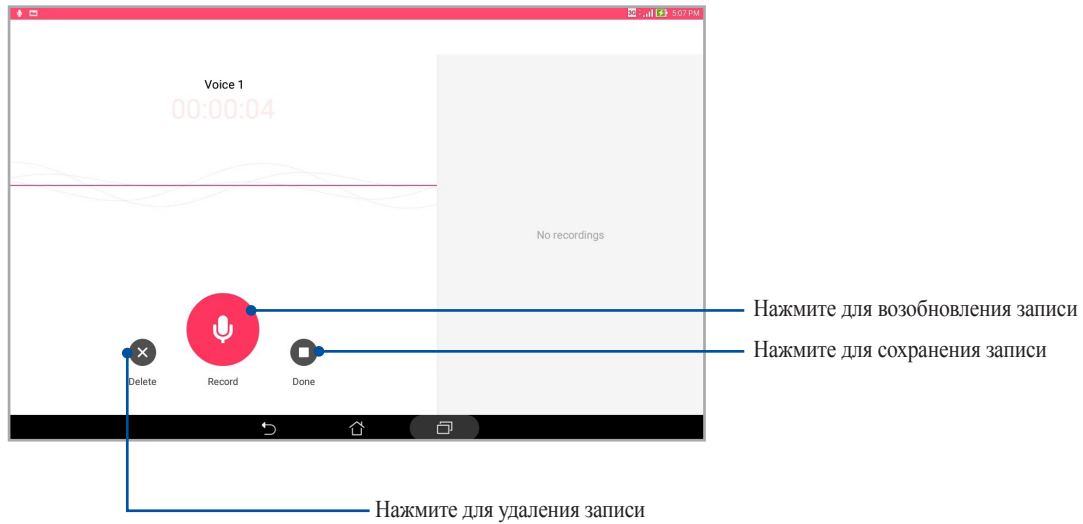 3G 5:07 PM
Voice 1
00:00:04
No recordings
Нажмите для возобновления записи
Нажмите для сохранения записи
Delete Record Done
Нажмите для удаления записи